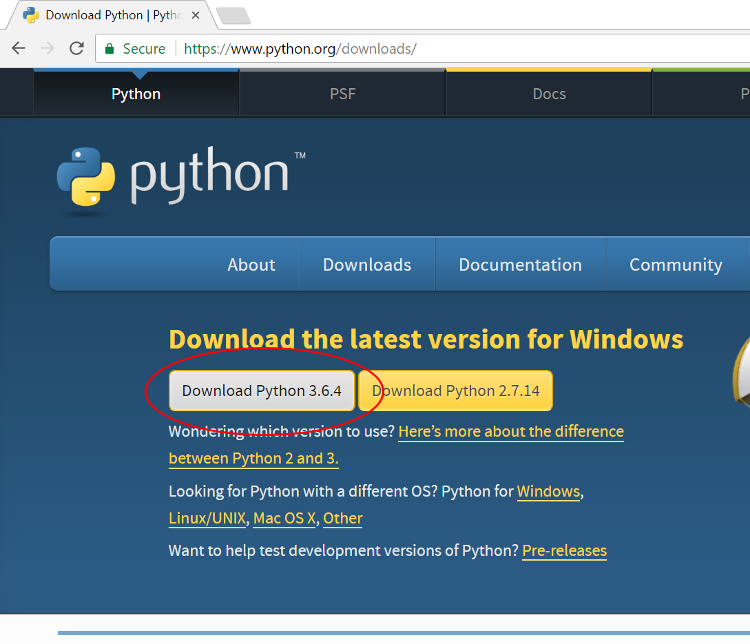 Download Python | Pytho
Secure https://www.python.org/downloads/
Python PSF Docs P
python™
About Downloads Documentation Community
Download the latest version for Windows
Download Python 3.6.4 Download Python 2.7.14
Wondering which version to use? Here's more about the difference
between Python 2 and 3.
Looking for Python with a different OS? Python for Windows,
Linux/UNIX, Mac OS X, Other
Want to help test development versions of Python? Pre-releases